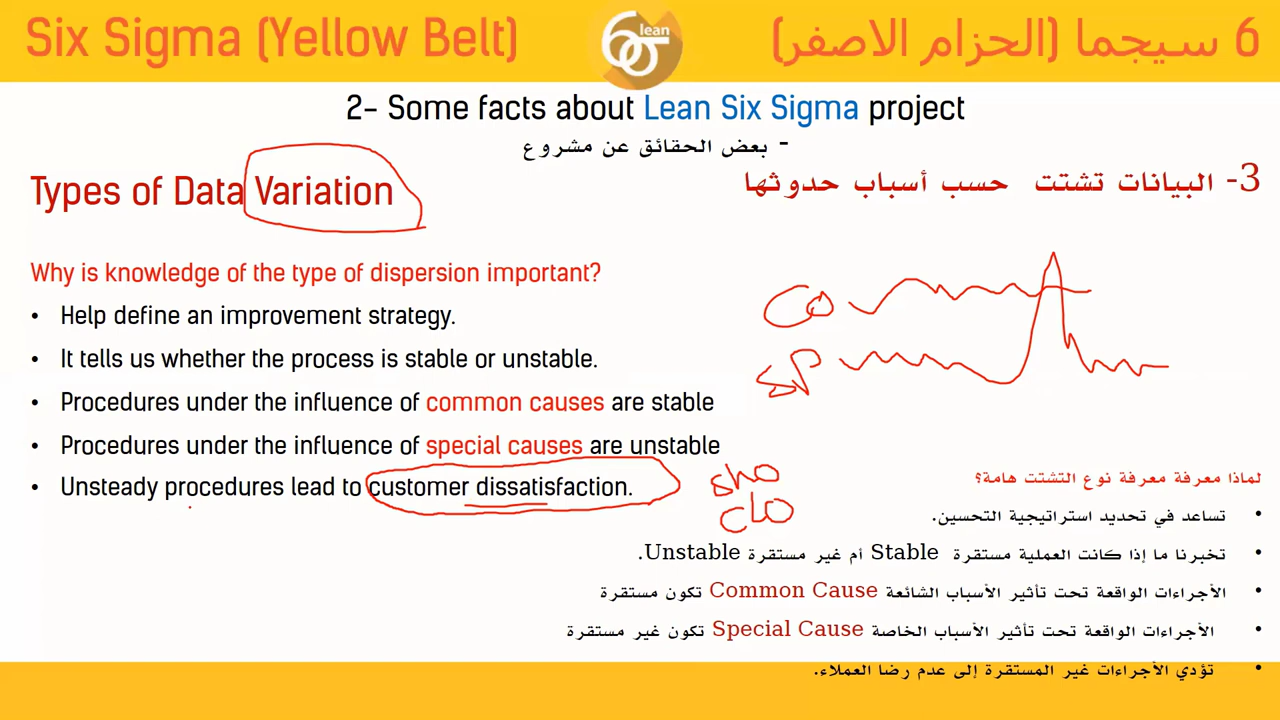 Six Sigma (Yellow Belt)
6σ lean
6 سيجما (الحزام الاصفر)
2- Some facts about Lean Six Sigma project
- بعض الحقائق عن مشروع
Types of Data Variation
3- البيانات تشتت حسب أسباب حدوثها
Why is knowledge of the type of dispersion important?
• Help define an improvement strategy.
• It tells us whether the process is stable or unstable.
• Procedures under the influence of common causes are stable
• Procedures under the influence of special causes are unstable
• Unsteady procedures lead to customer dissatisfaction.
Co
SP
sho
clo
لماذا معرفة معرفة نوع التشتت هامة؟
• تساعد في تحديد استراتيجية التحسين.
• تخبرنا ما إذا كانت العملية مستقرة Stable أم غير مستقرة Unstable.
• الأجراءات الواقعة تحت تأثير الأسباب الشائعة Common Cause تكون مستقرة
• الأجراءات الواقعة تحت تأثير الأسباب الخاصة Special Cause تكون غير مستقرة
• تؤدي الأجراءات غير المستقرة إلى عدم رضا العملاء.